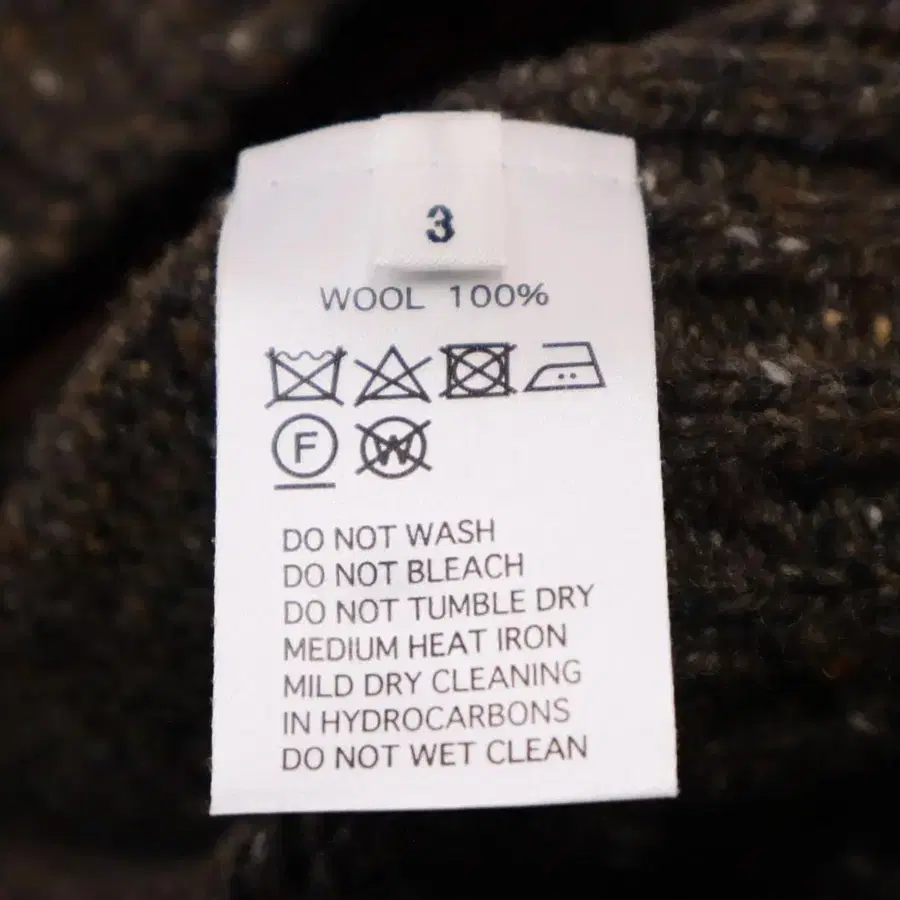 3
WOOL 100%
F W
DO NOT WASH
DO NOT BLEACH
DO NOT TUMBLE DRY
MEDIUM HEAT IRON
MILD DRY CLEANING
IN HYDROCARBONS
DO NOT WET CLEAN